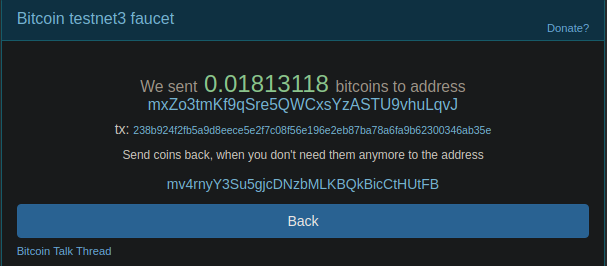 Bitcoin testnet3 faucet
Donate?
We sent 0.01813118 bitcoins to address
mxZo3tmKf9qSre5QWCxsYzASTU9vhuLqvJ
tx: 238b924f2fb5a9d8eece5e2f7c08f56e196e2eb87ba78a6fa9b62300346ab35e
Send coins back, when you don't need them anymore to the address
mv4rnyY3Su5gjcDNzbMLKBQkBicCtHUtFB
Back
Bitcoin Talk Thread